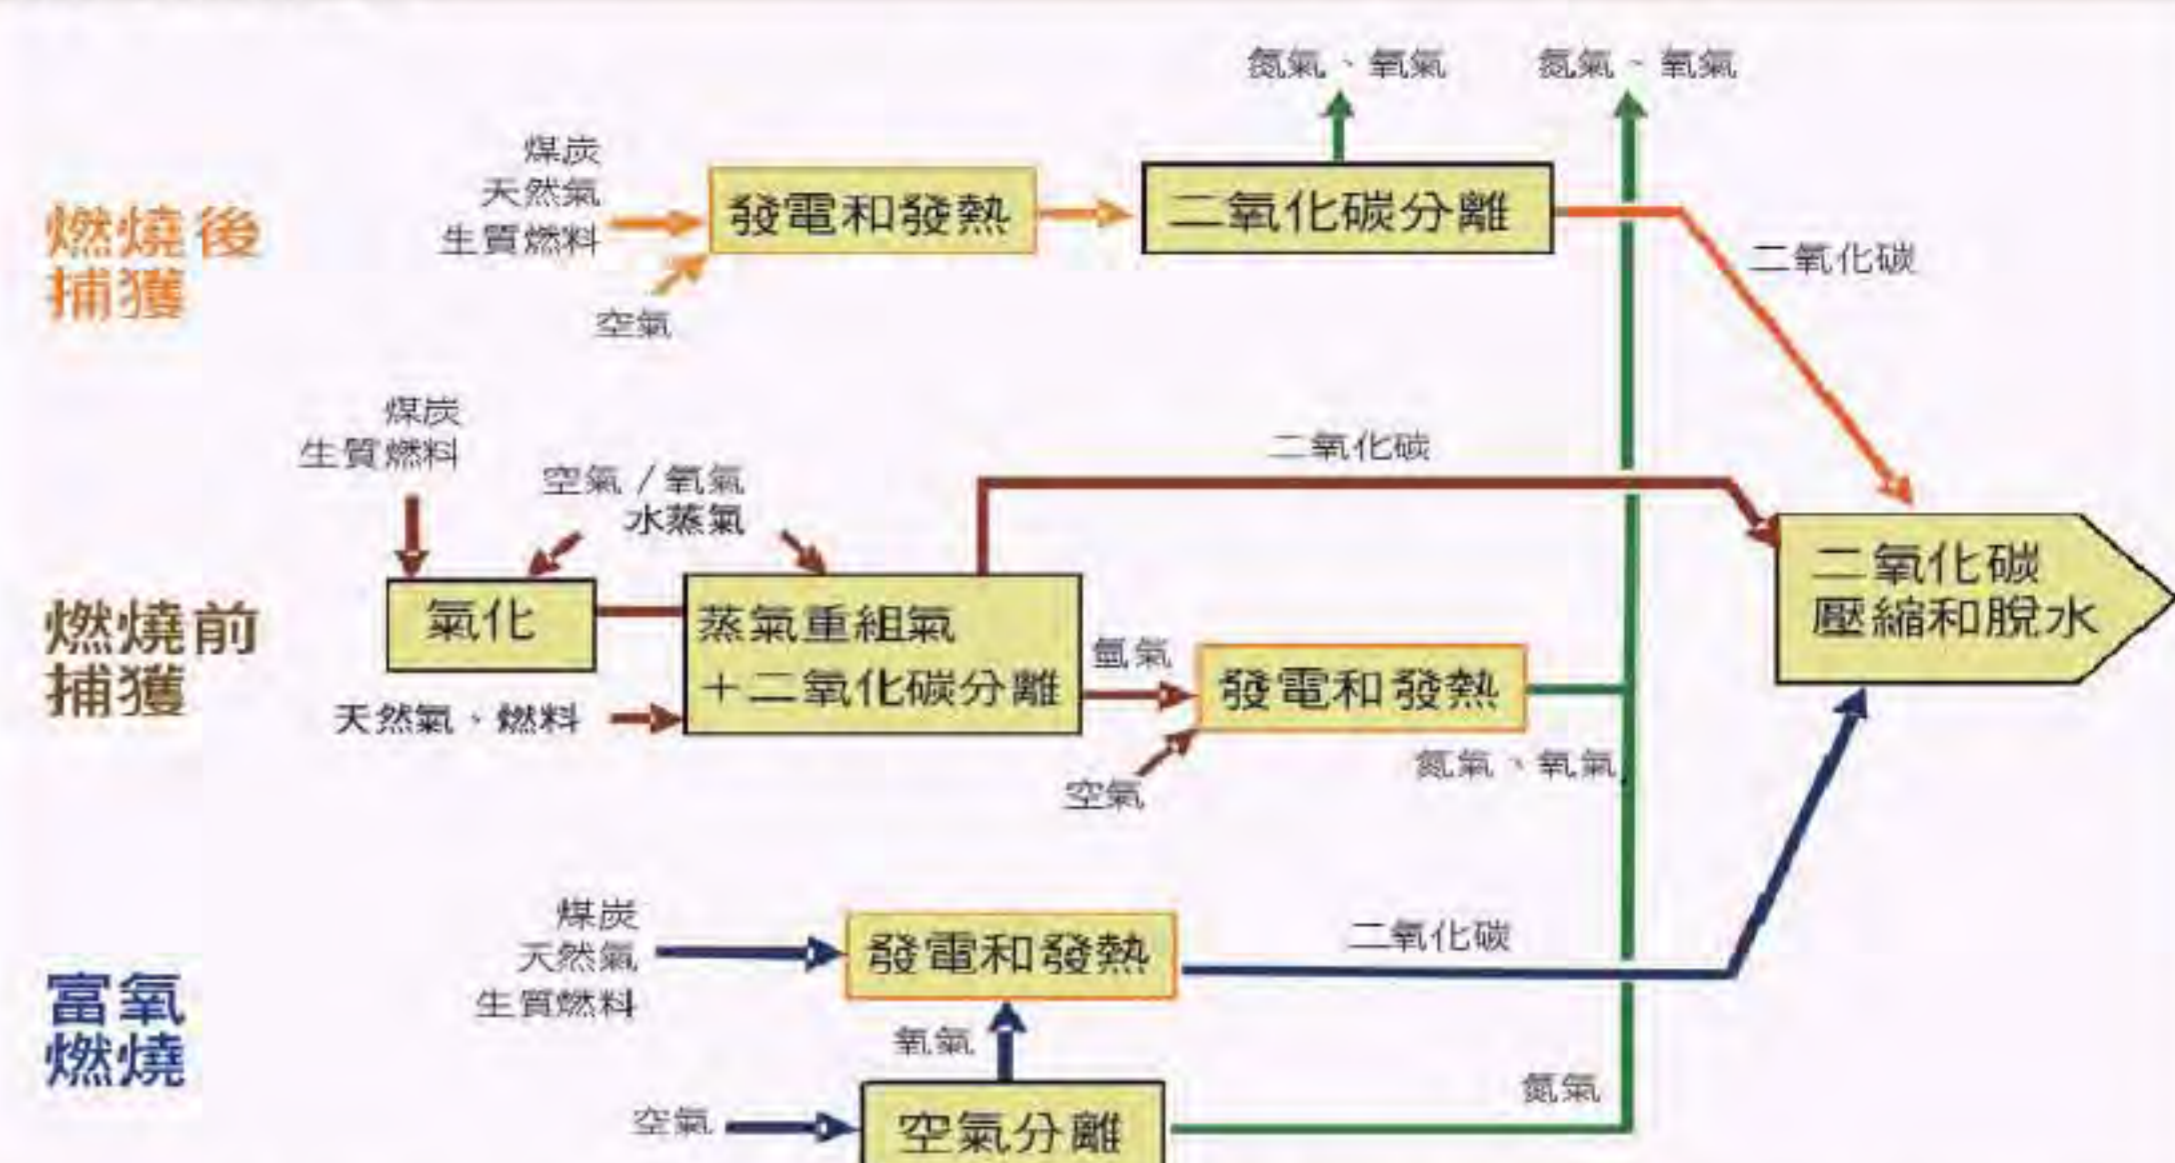 氮氣、氧氣
氮氣、氧氣
煤炭
天然氣
生質燃料
空氣
燃燒後
捕獲
發電和發熱
二氧化碳分離
二氧化碳
煤炭
生質燃料
空氣/氧氣
水蒸氣
二氧化碳
燃燒前
捕獲
氣化
天然氣、燃料
蒸氣重組氣
+二氧化碳分離
氫氣
空氣
發電和發熱
氮氣、氧氣
二氧化碳
壓縮和脫水
富氧
燃燒
煤炭
天然氣
生質燃料
發電和發熱
二氧化碳
氧氣
空氣
空氣分離
氮氣